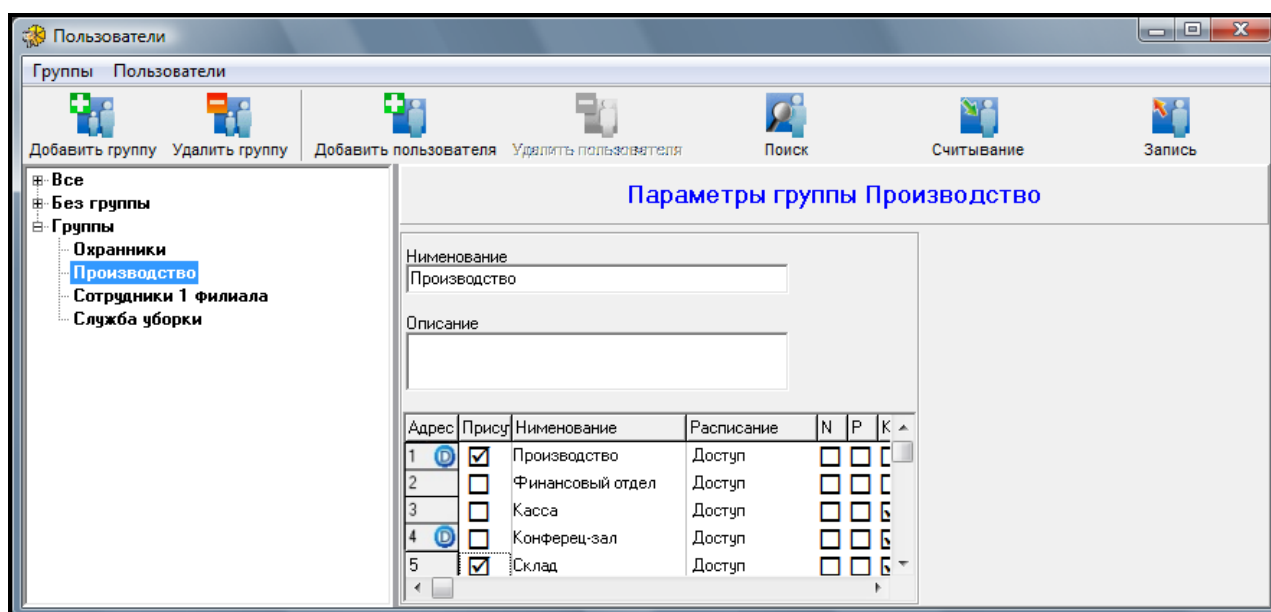 Пользователи
Группы Пользователи
Добавить группу Удалить группу Добавить пользователя Удалить пользователя Поиск Считывание Запись
Все
Без группы
Группы
Охранники
Производство
Сотрудники 1 филиала
Служба уборки
Параметры группы Производство
Нименование
Производство
Описание
Адрес Присут Нименование Расписание N P K
1 D Производство Доступ
2 Финансовый отдел Доступ
3 Касса Доступ
4 D Конферец-зал Доступ
5 Склад Доступ